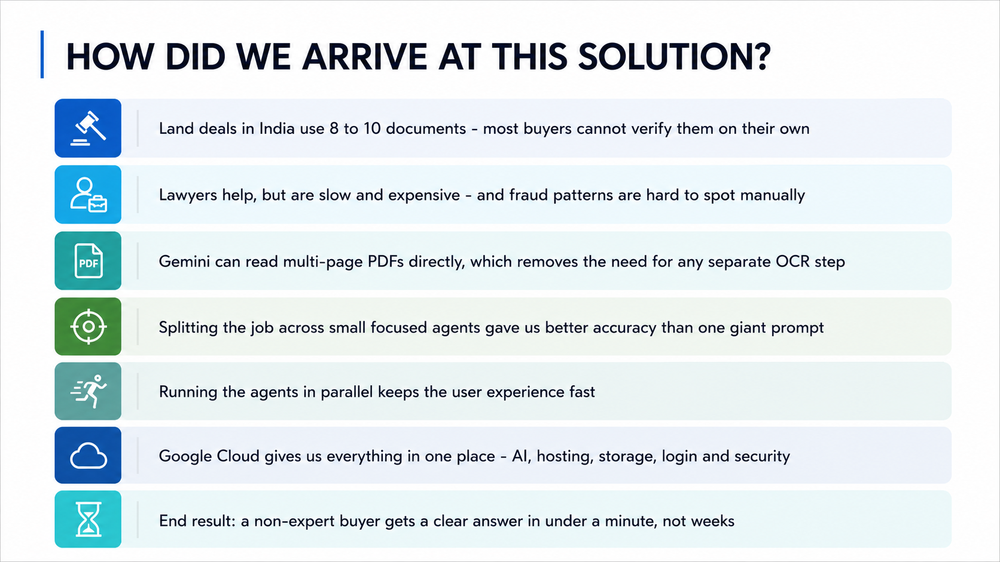 HOW DID WE ARRIVE AT THIS SOLUTION?
Land deals in India use 8 to 10 documents - most buyers cannot verify them on their own
Lawyers help, but are slow and expensive - and fraud patterns are hard to spot manually
PDF
Gemini can read multi-page PDFs directly, which removes the need for any separate OCR step
Splitting the job across small focused agents gave us better accuracy than one giant prompt
Running the agents in parallel keeps the user experience fast
Google Cloud gives us everything in one place - AI, hosting, storage, login and security
End result: a non-expert buyer gets a clear answer in under a minute, not weeks